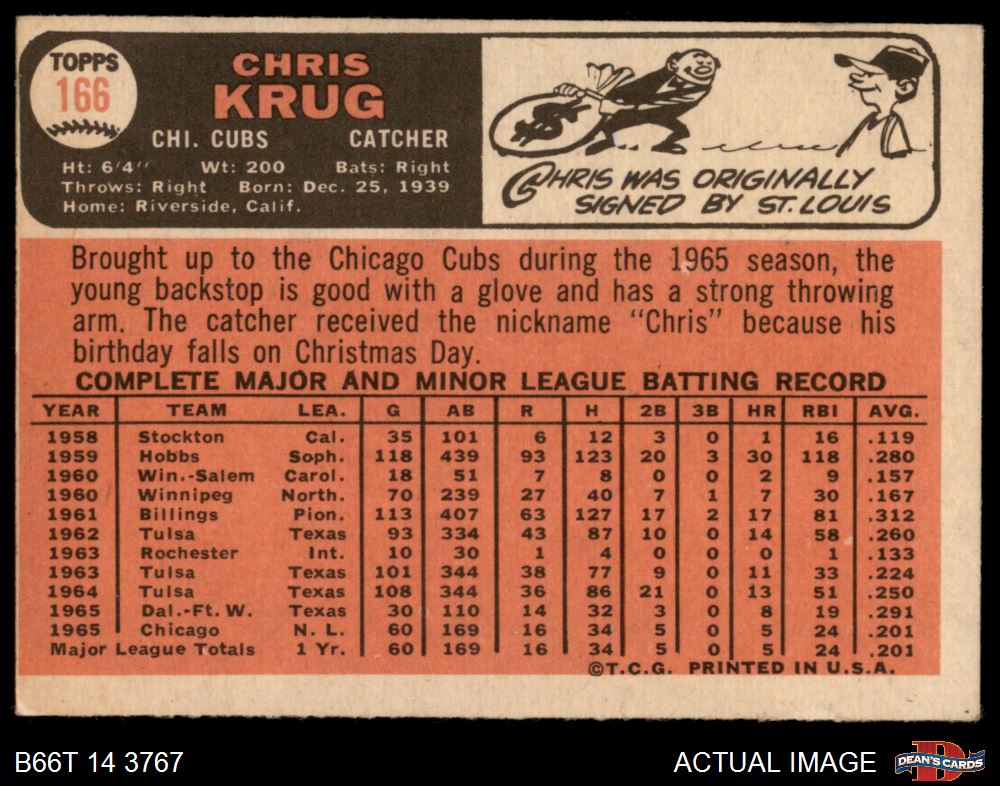 TOPPS
166
CHRIS
KRUG
CHI. CUBS CATCHER
Ht: 6'4" Wt: 200 Bats: Right
Throws: Right Born: Dec. 25, 1939
Home: Riverside, Calif.
$
CHRIS WAS ORIGINALLY
SIGNED BY ST. LOUIS
Brought up to the Chicago Cubs during the 1965 season, the
young backstop is good with a glove and has a strong throwing
arm. The catcher received the nickname "Chris" because his
birthday falls on Christmas Day.
COMPLETE MAJOR AND MINOR LEAGUE BATTING RECORD
YEAR TEAM LEA. G AB R H 2B 3B HR RBI AVG.
1958 Stockton Cal. 35 101 6 12 3 0 1 16 .119
1959 Hobbs Soph. 118 439 93 123 20 3 30 118 .280
1960 Win.-Salem Carol. 18 51 7 8 0 0 2 9 .157
1960 Winnipeg North. 70 239 27 40 7 1 7 30 .167
1961 Billings Pion. 113 407 63 127 17 2 17 81 .312
1962 Tulsa Texas 93 334 43 87 10 0 14 58 .260
1963 Rochester Int. 10 30 1 4 0 0 0 1 .133
1963 Tulsa Texas 101 344 38 77 9 0 11 33 .224
1964 Tulsa Texas 108 344 36 86 21 0 13 51 .250
1965 Dal.-Ft. W. Texas 30 110 14 32 3 0 8 19 .291
1965 Chicago N. L. 60 169 16 34 5 0 5 24 .201
Major League Totals 1 Yr. 60 169 16 34 5 0 5 24 .201
©T.C.G. PRINTED IN U.S.A.
B66T 14 3767 ACTUAL IMAGE
D
DEAN'S CARDS